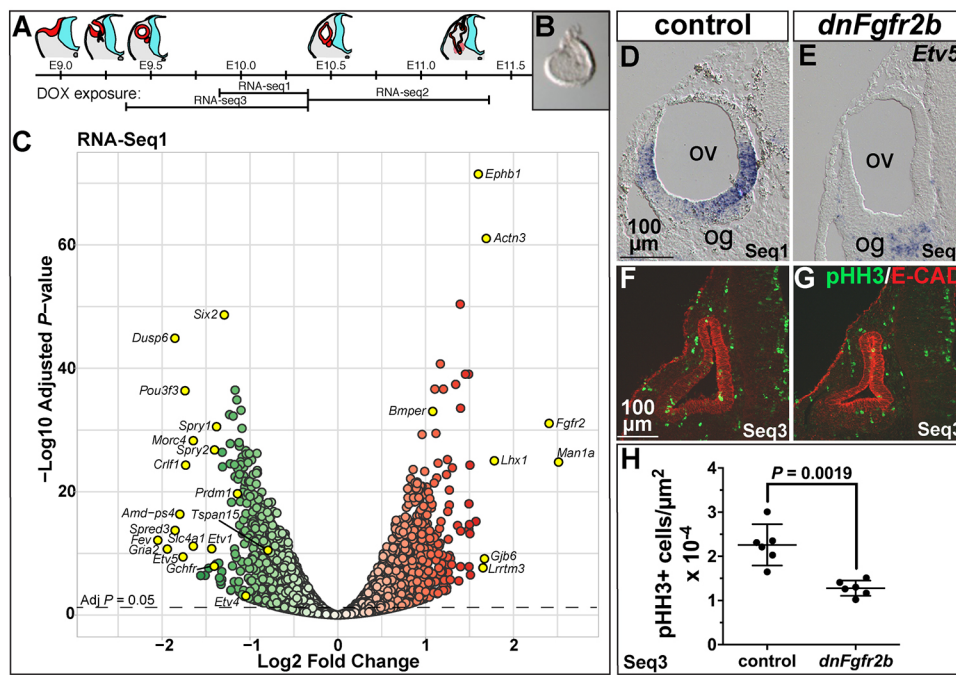 A
B
E9.0
E9.5
E10.0
E10.5
E11.0
E11.5
DOX exposure:
RNA-seq1
RNA-seq3
RNA-seq2
C
RNA-Seq1
−Log10 Adjusted P−value
60
40
20
0
−2
−1
0
1
2
Log2 Fold Change
Adj P = 0.05
Ephb1
Actn3
Six2
Dusp6
Pou3f3
Spry1
Morc4
Spry2
Crlf1
Prdm1
Tspan15
Amd-ps4
Spred3
Fev
Slc4a1
Etv1
Gria2
Etv5
Gchfr
Etv4
Bmper
Fgfr2
Lhx1
Man1a
Gjb6
Lrrtm3
control
dnFgfr2b
D
E
Etv5
ov
ov
100
µm
og
Seq1
og
Seq
F
G
pHH3/E-CAD
100
µm
Seq3
Seq3
H
P = 0.0019
pHH3+ cells/µm²
x 10⁻⁴
4
3
2
1
0
control
dnFgfr2b
Seq3